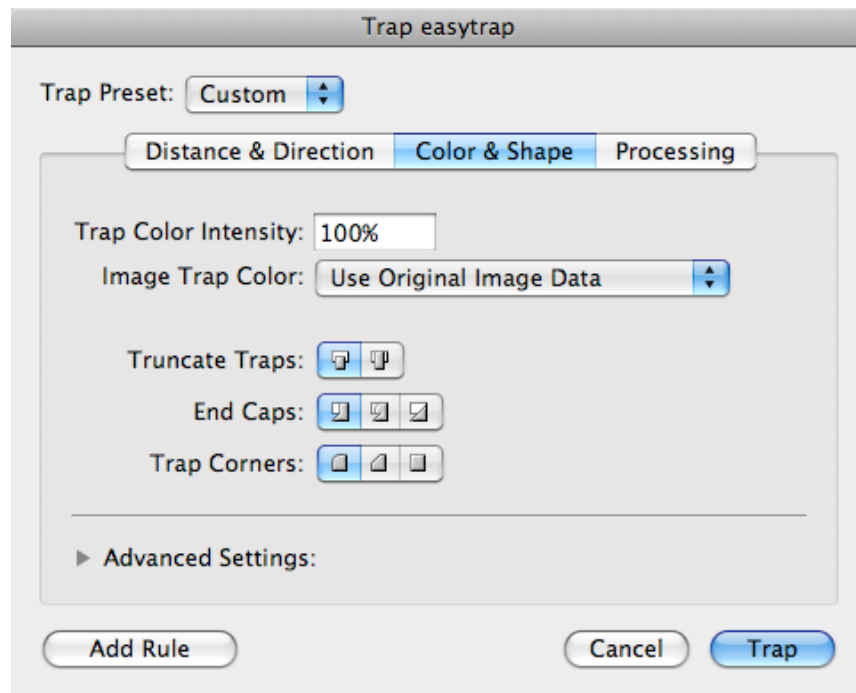 Trap easytrap
Trap Preset: Custom
Distance & Direction Color & Shape Processing
Trap Color Intensity: 100%
Image Trap Color: Use Original Image Data
Truncate Traps:
End Caps:
Trap Corners:
Advanced Settings:
Add Rule Cancel Trap